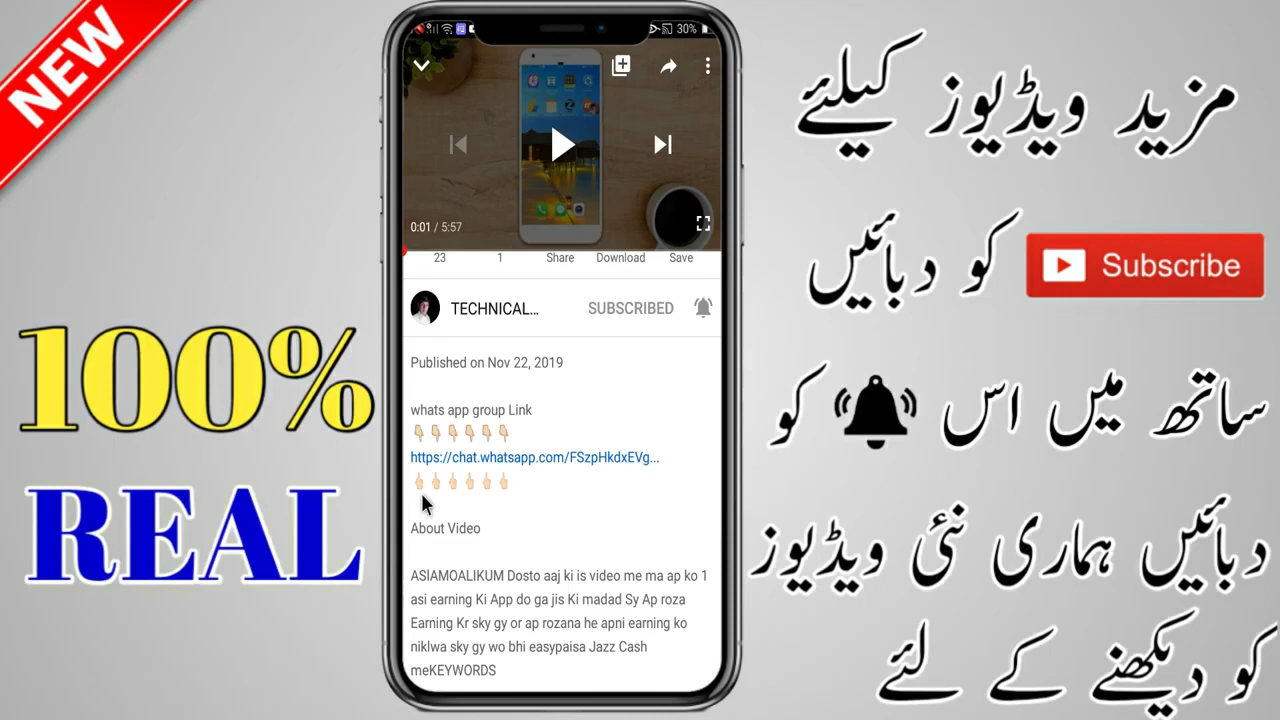 NEW
100%
REAL
30%
0:01 / 5:57
23 1 Share Download Save
TECHNICAL... SUBSCRIBED
Published on Nov 22, 2019
whats app group Link
👇🏻👇🏻👇🏻👇🏻👇🏻👇🏻
https://chat.whatsapp.com/FSzpHkdxEVg...
👆🏻👆🏻👆🏻👆🏻👆🏻👆🏻
About Video
ASIAMOALIKUM Dosto aaj ki is video me ma ap ko 1
asi earning Ki App do ga jis Ki madad Sy Ap roza
Earning Kr sky gy or ap rozana he apni earning ko
niklwa sky gy wo bhi easypaisa Jazz Cash
meKEYWORDS
مزید ویڈیوز کیلئے
Subscribe کو دبائیں
ساتھ میں اس کو
دبائیں ہماری نئی ویڈیوز
کو دیکھنے کے لئے